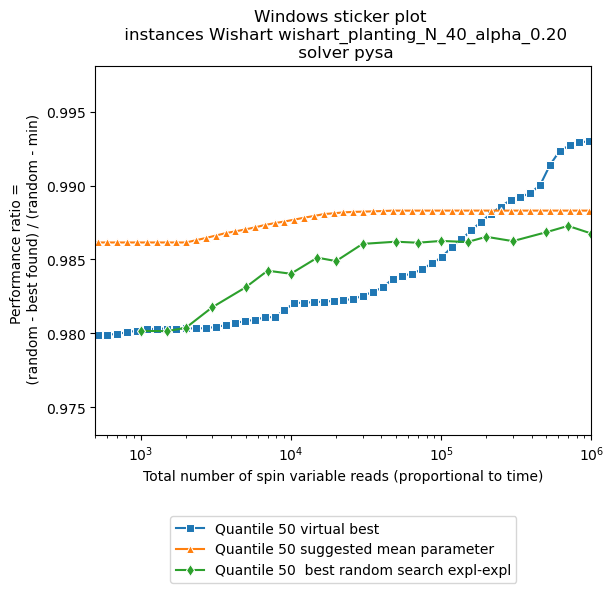 Windows sticker plot
instances Wishart wishart_planting_N_40_alpha_0.20
solver pysa
Performance ratio =
(random - best found) / (random - min)
0.995
0.990
0.985
0.980
0.975
10³
10⁴
10⁵
10⁶
Total number of spin variable reads (proportional to time)
Quantile 50 virtual best
Quantile 50 suggested mean parameter
Quantile 50  best random search expl-expl